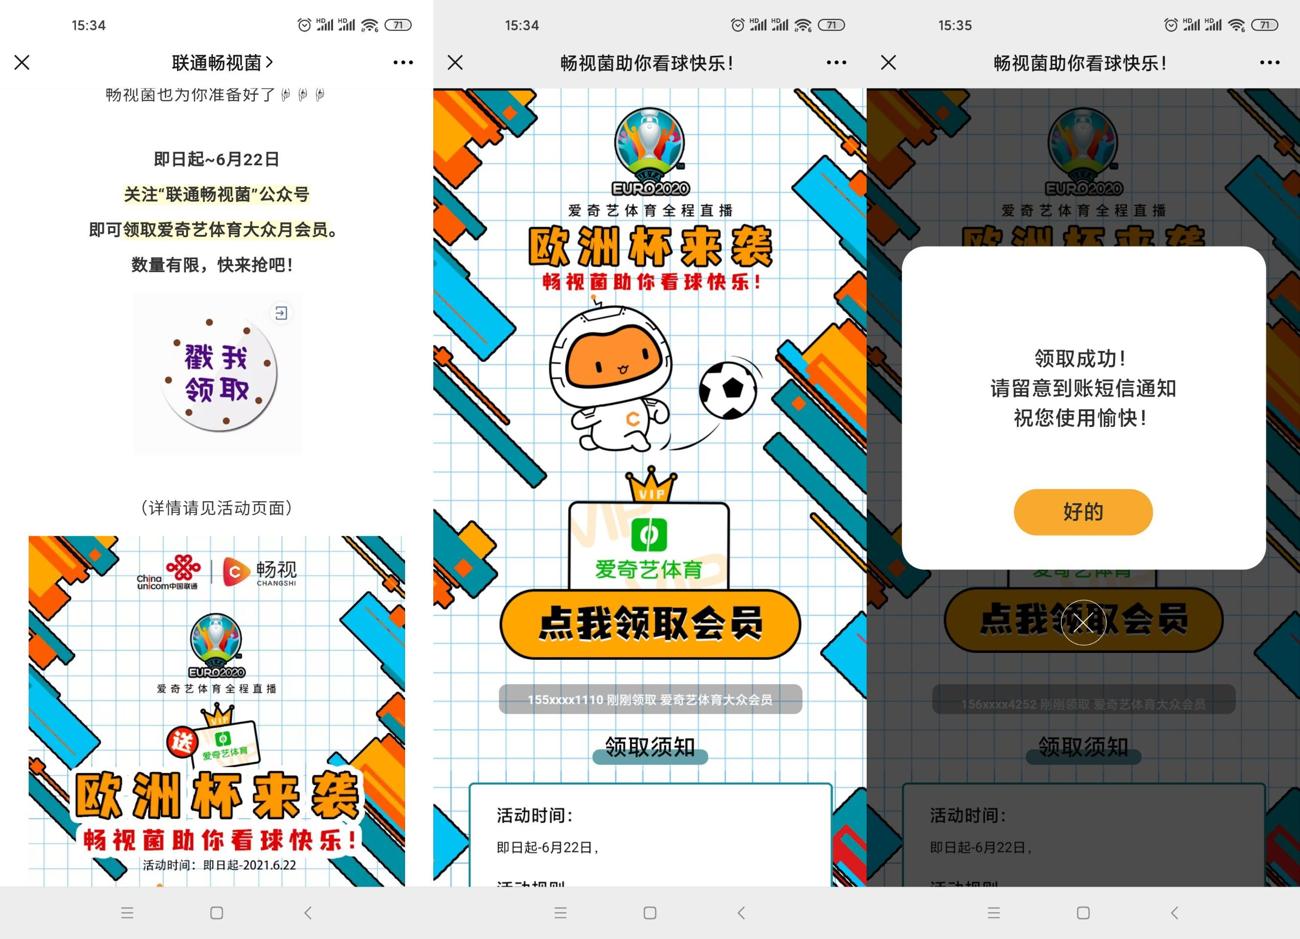 15:34
HD HD 6 71
联通畅视菌
畅视菌也为你准备好了
即日起~6月22日
关注“联通畅视菌”公众号
即可领取爱奇艺体育大众月会员。
数量有限，快来抢吧！
戳我
领取
（详情请见活动页面）
China
unicom中国联通
畅视
CHANGSHI
EURO2020
爱奇艺体育全程直播
VIP
送
爱奇艺体育
欧洲杯来袭
畅视菌助你看球快乐！
活动时间：即日起-2021.6.22
15:34
HD HD 6 71
畅视菌助你看球快乐！
EURO2020
爱奇艺体育全程直播
欧洲杯来袭
畅视菌助你看球快乐！
C
VIP
VIP
VIP
爱奇艺体育
点我领取会员
155xxxx1110 刚刚领取 爱奇艺体育大众会员
领取须知
活动时间：
即日起-6月22日，
活动规则
15:35
HD HD 6 71
畅视菌助你看球快乐！
EURO2020
爱奇艺体育全程直播
欧洲杯来袭
领取成功！
请留意到账短信通知
祝您使用愉快！
好的
爱奇艺体育
点我领取会员
156xxxx4252 刚刚领取 爱奇艺体育大众会员
领取须知
活动时间：
即日起-6月22日，
活动规则